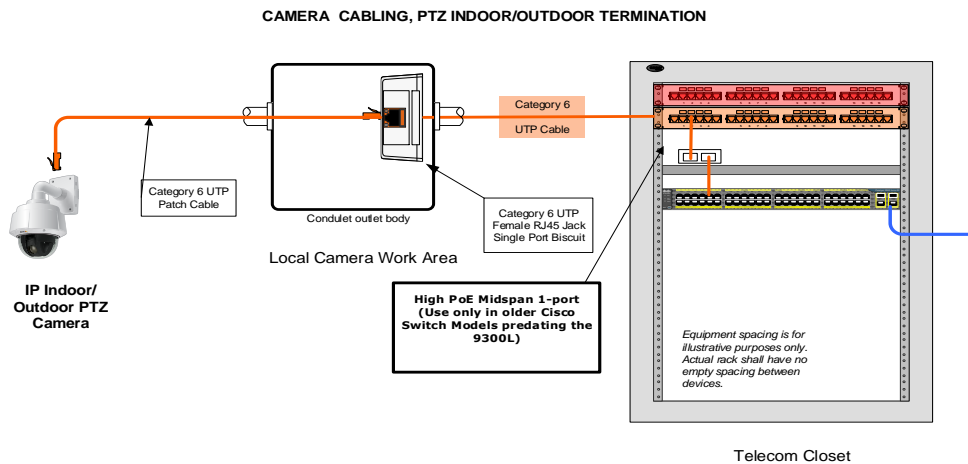 CAMERA CABLING, PTZ INDOOR/OUTDOOR TERMINATION
Category 6
UTP Cable
Category 6 UTP
Patch Cable
Condulet outlet body
Category 6 UTP
Female RJ45 Jack
Single Port Biscuit
Local Camera Work Area
IP Indoor/
Outdoor PTZ
Camera
High PoE Midspan 1-port
(Use only in older Cisco
Switch Models predating the
9300L)
Equipment spacing is for
illustrative purposes only.
Actual rack shall have no
empty spacing between
devices.
Telecom Closet